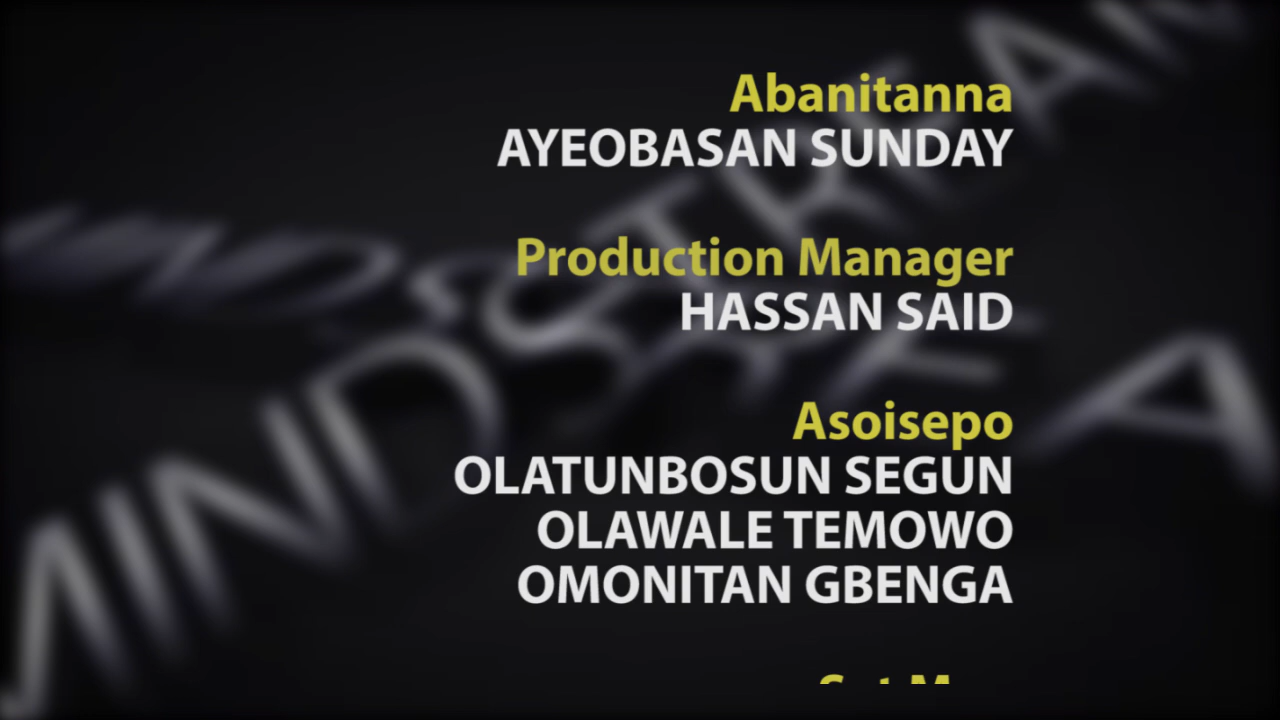 Abanitanna
AYEOBASAN SUNDAY
Production Manager
HASSAN SAID
Asoisepo
OLATUNBOSUN SEGUN
OLAWALE TEMOWO
OMONITAN GBENGA